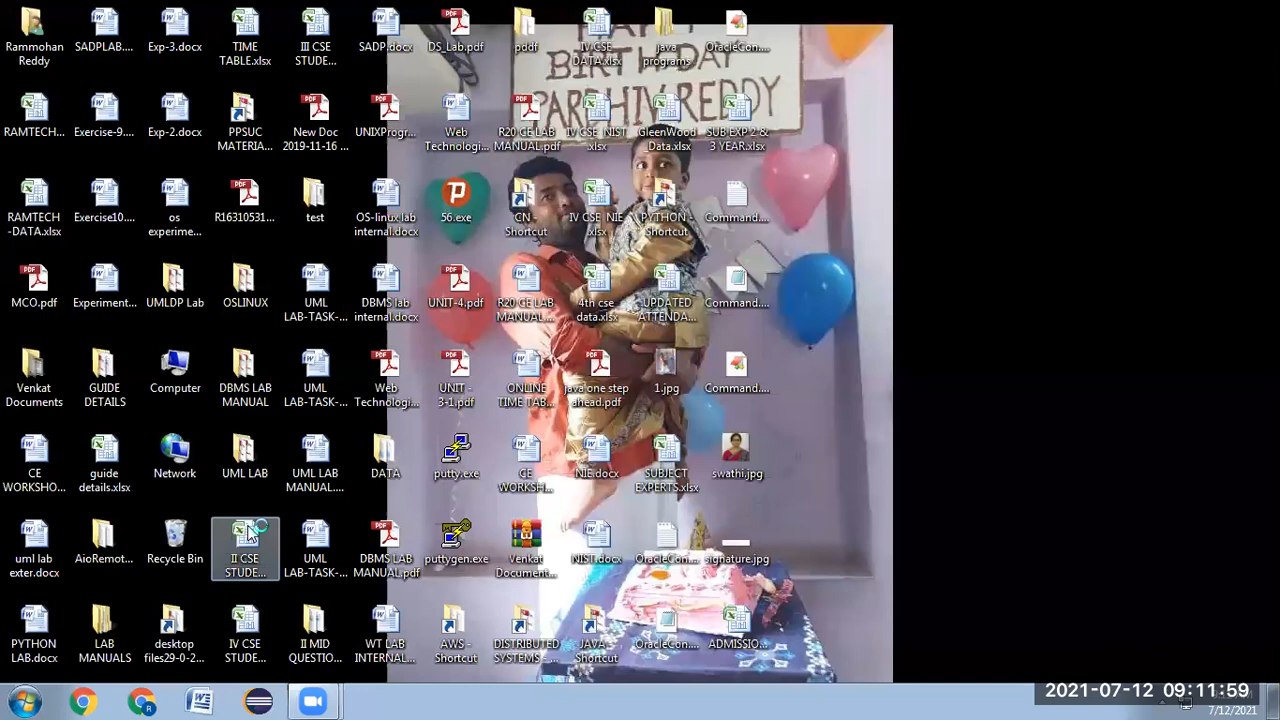 HAPPY
BIRTHDAY
PARDHIV REDDY
Rammohan
Reddy
SADPLAB....
Exp-3.docx
TIME
TABLE.xlsx
III CSE
STUDE...
SADP.docx
DS_Lab.pdf
pddf
IV CSE
DATA.xlsx
java
programs
OracleCon....
RAMTECH...
Exercise-9....
Exp-2.docx
PPSUC
MATERIA...
New Doc
2019-11-16 ...
UNIXProgr...
Web
Technologi...
R20 CE LAB
MANUAL.pdf
IV CSE_NIST
.xlsx
GleenWood
_Data.xlsx
SUB EXP 2 &
3 YEAR.xlsx
RAMTECH
-DATA.xlsx
Exercise10....
os
experime...
R16310531...
test
OS-linux lab
internal.docx
56.exe
CN -
Shortcut
IV CSE_NIE
.xlsx
PYTHON -
Shortcut
Command....
MCO.pdf
Experiment...
UMLDP Lab
OSLINUX
UML
LAB-TASK-...
DBMS lab
internal.docx
UNIT-4.pdf
R20 CE LAB
MANUAL....
4th cse
data.xlsx
UPDATED
ATTENDA...
Command....
Venkat
Documents
GUIDE
DETAILS
Computer
DBMS LAB
MANUAL
UML
LAB-TASK-...
Web
Technologi...
UNIT -
3-1.pdf
ONLINE
TIME TAB...
java one step
ahead.pdf
1.jpg
Command....
CE
WORKSHO...
guide
details.xlsx
Network
UML LAB
UML LAB
MANUAL....
DATA
putty.exe
CE
WORKSH...
NIE.docx
SUBJECT
EXPERTS.xlsx
swathi.jpg
uml lab
exter.docx
AioRemot...
Recycle Bin
II CSE
STUDE...
UML
LAB-TASK-...
DBMS LAB
MANUAL.pdf
puttygen.exe
Venkat
Document...
NIST.docx
OracleCon....
signature.jpg
PYTHON
LAB.docx
LAB
MANUALS
desktop
files29-0-2...
IV CSE
STUDE...
II MID
QUESTIO...
WT LAB
INTERNAL...
AWS -
Shortcut
DISTRIBUTED
SYSTEMS -...
JAVA -
Shortcut
OracleCon....
ADMISSIO...
2021-07-12 09:11:59
7/12/2021